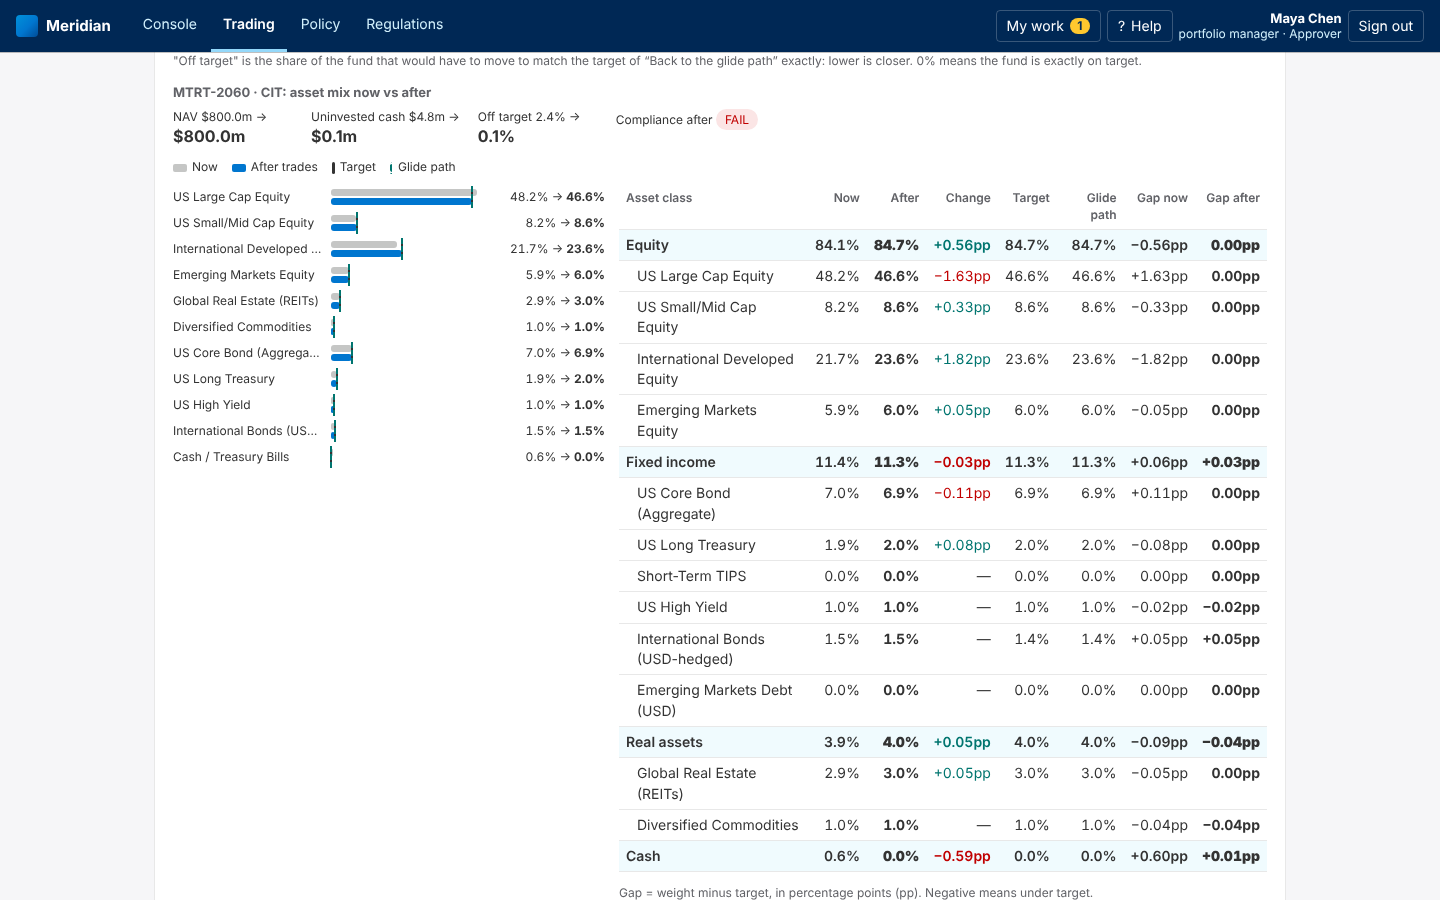 Meridian
Console
Trading
Policy
Regulations
My work 1
? Help
Maya Chen
portfolio manager · Approver
Sign out
"Off target" is the share of the fund that would have to move to match the target of “Back to the glide path” exactly: lower is closer. 0% means the fund is exactly on target.
MTRT-2060 · CIT: asset mix now vs after
NAV $800.0m →
$800.0m
Uninvested cash $4.8m →
$0.1m
Off target 2.4% →
0.1%
Compliance after FAIL
Now After trades Target Glide path
US Large Cap Equity 48.2% → 46.6%
US Small/Mid Cap Equity 8.2% → 8.6%
International Developed ... 21.7% → 23.6%
Emerging Markets Equity 5.9% → 6.0%
Global Real Estate (REITs) 2.9% → 3.0%
Diversified Commodities 1.0% → 1.0%
US Core Bond (Aggrega... 7.0% → 6.9%
US Long Treasury 1.9% → 2.0%
US High Yield 1.0% → 1.0%
International Bonds (US... 1.5% → 1.5%
Cash / Treasury Bills 0.6% → 0.0%
Asset class Now After Change Target Glide path Gap now Gap after
Equity 84.1% 84.7% +0.56pp 84.7% 84.7% −0.56pp 0.00pp
US Large Cap Equity 48.2% 46.6% −1.63pp 46.6% 46.6% +1.63pp 0.00pp
US Small/Mid Cap Equity 8.2% 8.6% +0.33pp 8.6% 8.6% −0.33pp 0.00pp
International Developed Equity 21.7% 23.6% +1.82pp 23.6% 23.6% −1.82pp 0.00pp
Emerging Markets Equity 5.9% 6.0% +0.05pp 6.0% 6.0% −0.05pp 0.00pp
Fixed income 11.4% 11.3% −0.03pp 11.3% 11.3% +0.06pp +0.03pp
US Core Bond (Aggregate) 7.0% 6.9% −0.11pp 6.9% 6.9% +0.11pp 0.00pp
US Long Treasury 1.9% 2.0% +0.08pp 2.0% 2.0% −0.08pp 0.00pp
Short-Term TIPS 0.0% 0.0% — 0.0% 0.0% 0.00pp 0.00pp
US High Yield 1.0% 1.0% — 1.0% 1.0% −0.02pp −0.02pp
International Bonds (USD-hedged) 1.5% 1.5% — 1.4% 1.4% +0.05pp +0.05pp
Emerging Markets Debt (USD) 0.0% 0.0% — 0.0% 0.0% 0.00pp 0.00pp
Real assets 3.9% 4.0% +0.05pp 4.0% 4.0% −0.09pp −0.04pp
Global Real Estate (REITs) 2.9% 3.0% +0.05pp 3.0% 3.0% −0.05pp 0.00pp
Diversified Commodities 1.0% 1.0% — 1.0% 1.0% −0.04pp −0.04pp
Cash 0.6% 0.0% −0.59pp 0.0% 0.0% +0.60pp +0.01pp
Gap = weight minus target, in percentage points (pp). Negative means under target.